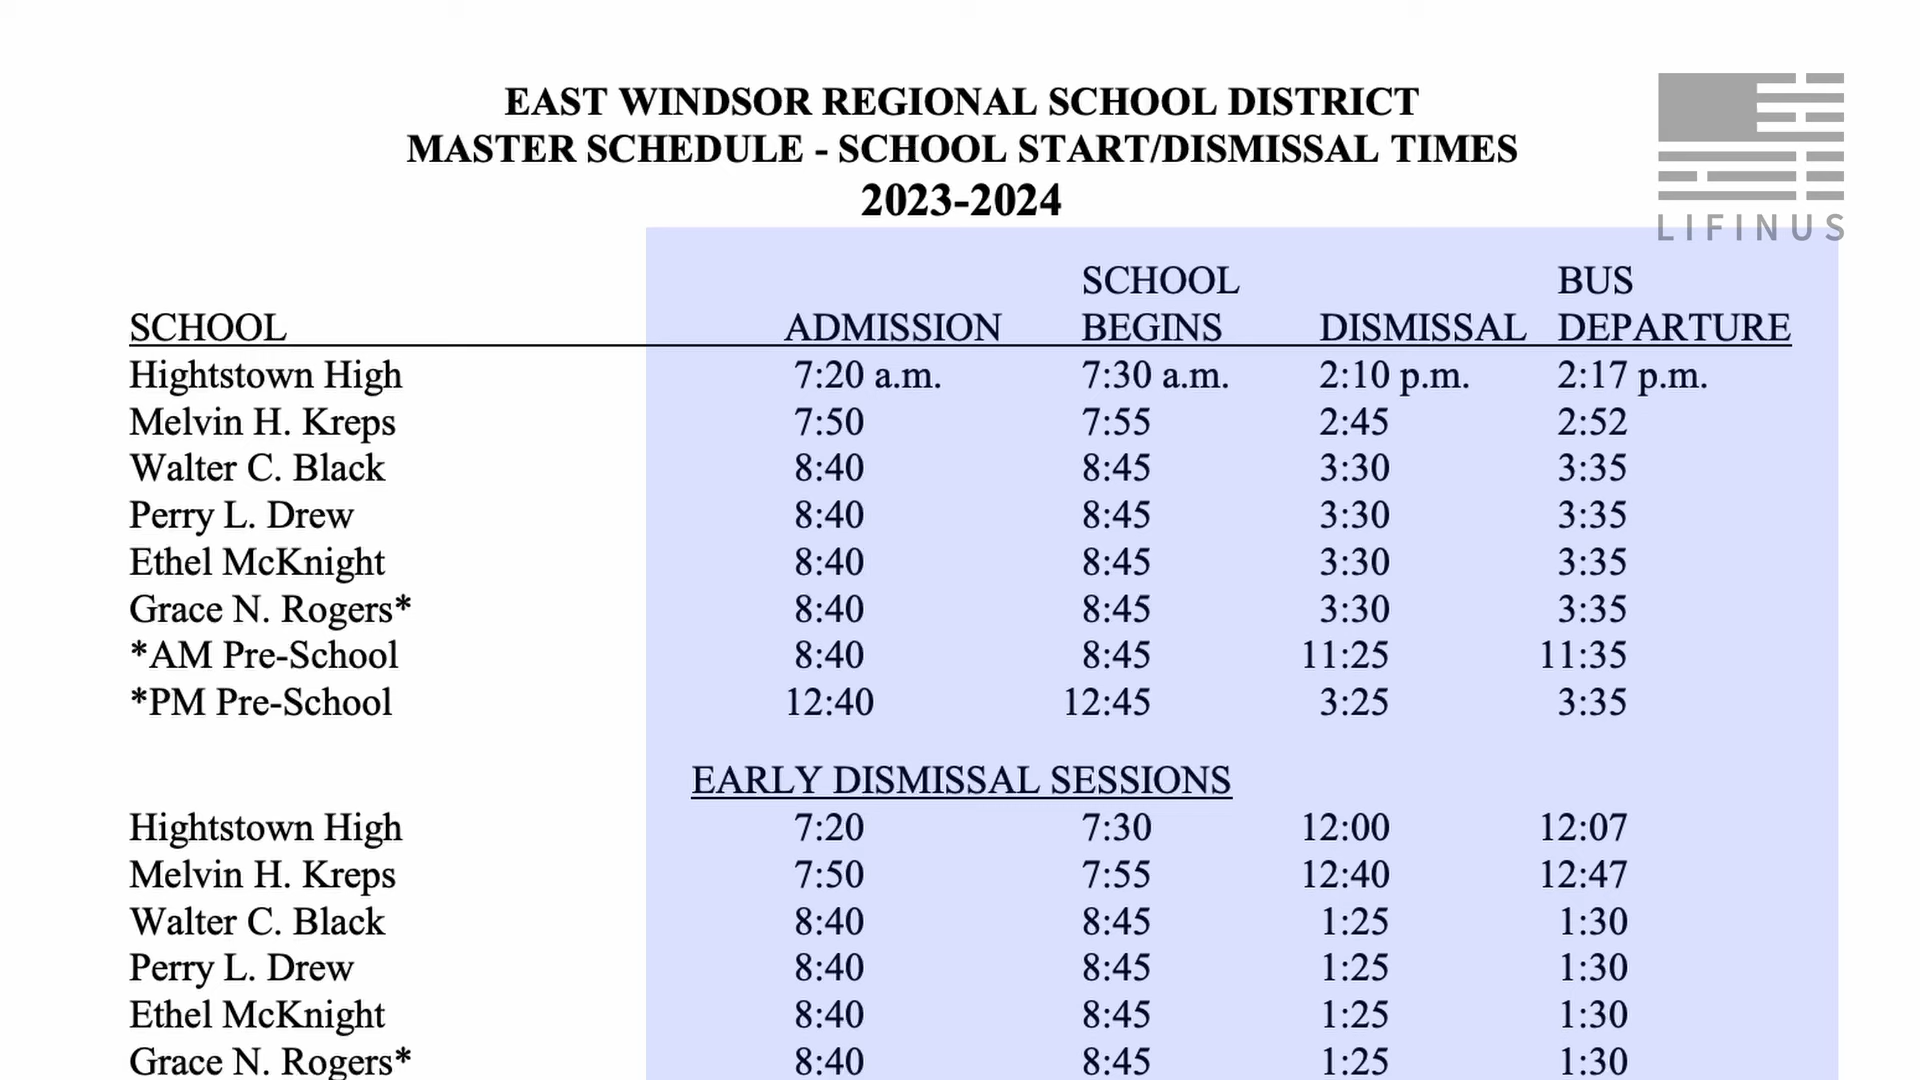 EAST WINDSOR REGIONAL SCHOOL DISTRICT
MASTER SCHEDULE - SCHOOL START/DISMISSAL TIMES
2023-2024
LIFINUS
SCHOOL BUS
SCHOOL ADMISSION BEGINS DISMISSAL DEPARTURE
Hightstown High 7:20 a.m. 7:30 a.m. 2:10 p.m. 2:17 p.m.
Melvin H. Kreps 7:50 7:55 2:45 2:52
Walter C. Black 8:40 8:45 3:30 3:35
Perry L. Drew 8:40 8:45 3:30 3:35
Ethel McKnight 8:40 8:45 3:30 3:35
Grace N. Rogers* 8:40 8:45 3:30 3:35
*AM Pre-School 8:40 8:45 11:25 11:35
*PM Pre-School 12:40 12:45 3:25 3:35
EARLY DISMISSAL SESSIONS
Hightstown High 7:20 7:30 12:00 12:07
Melvin H. Kreps 7:50 7:55 12:40 12:47
Walter C. Black 8:40 8:45 1:25 1:30
Perry L. Drew 8:40 8:45 1:25 1:30
Ethel McKnight 8:40 8:45 1:25 1:30
Grace N. Rogers* 8:40 8:45 1:25 1:30